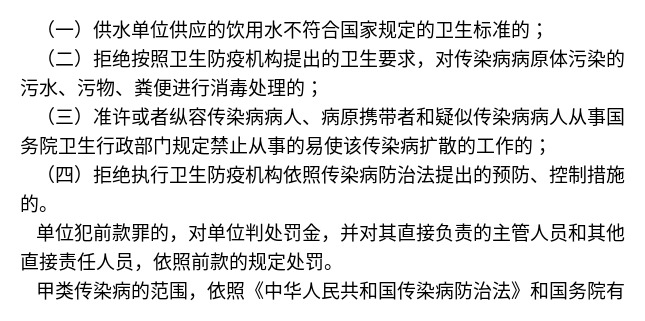 （一）供水单位供应的饮用水不符合国家规定的卫生标准的；
（二）拒绝按照卫生防疫机构提出的卫生要求，对传染病病原体污染的
污水、污物、粪便进行消毒处理的；
（三）准许或者纵容传染病病人、病原携带者和疑似传染病病人从事国
务院卫生行政部门规定禁止从事的易使该传染病扩散的工作的；
（四）拒绝执行卫生防疫机构依照传染病防治法提出的预防、控制措施
的。
单位犯前款罪的，对单位判处罚金，并对其直接负责的主管人员和其他
直接责任人员，依照前款的规定处罚。
甲类传染病的范围，依照《中华人民共和国传染病防治法》和国务院有